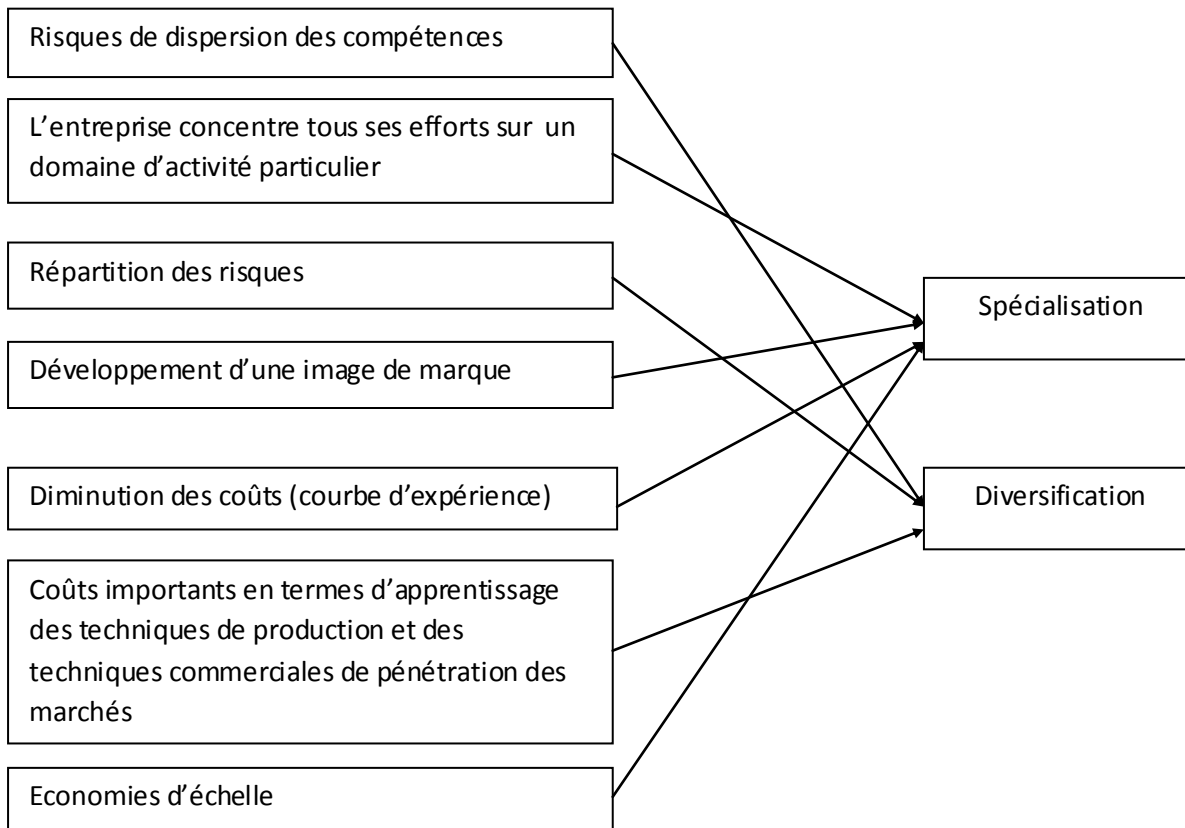 Risques de dispersion des compétences
L’entreprise concentre tous ses efforts sur un
domaine d’activité particulier
Répartition des risques
Spécialisation
Développement d’une image de marque
Diminution des coûts (courbe d’expérience)
Diversification
Coûts importants en termes d’apprentissage
des techniques de production et des
techniques commerciales de pénétration des
marchés
Economies d’échelle